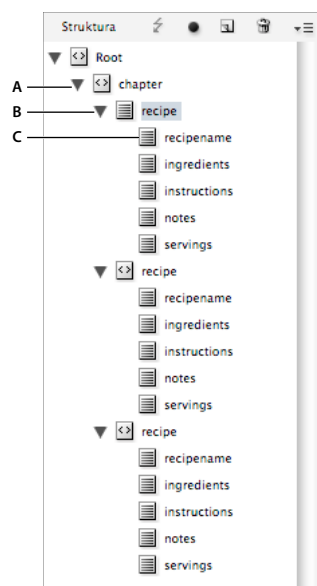 Struktura
Root
A chapter
B recipe
C recipename
ingredients
instructions
notes
servings
recipe
recipename
ingredients
instructions
notes
servings
recipe
recipename
ingredients
instructions
notes
servings